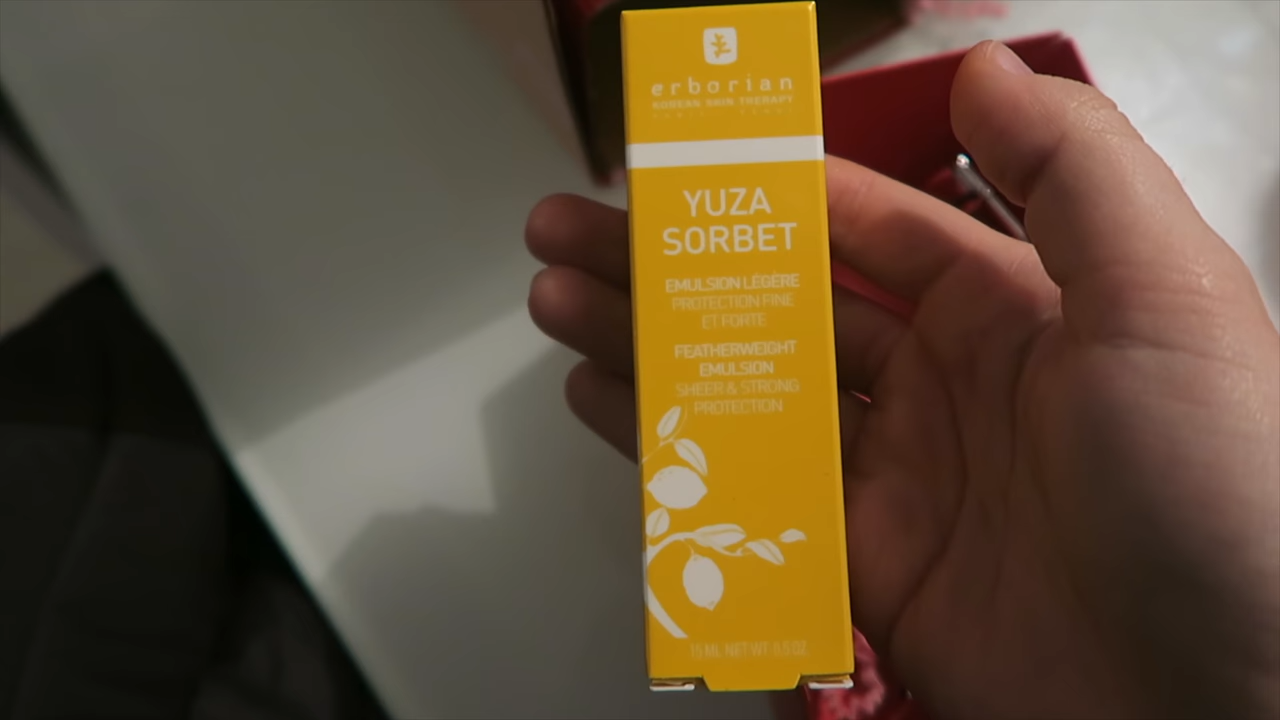 erborian
KOREAN SKIN THERAPY
YUZA
SORBET
EMULSION LÉGÈRE
PROTECTION FINE
ET FORTE
FEATHERWEIGHT
EMULSION
SHEER & STRONG
PROTECTION
15 ML NET WT. 0.5 OZ.